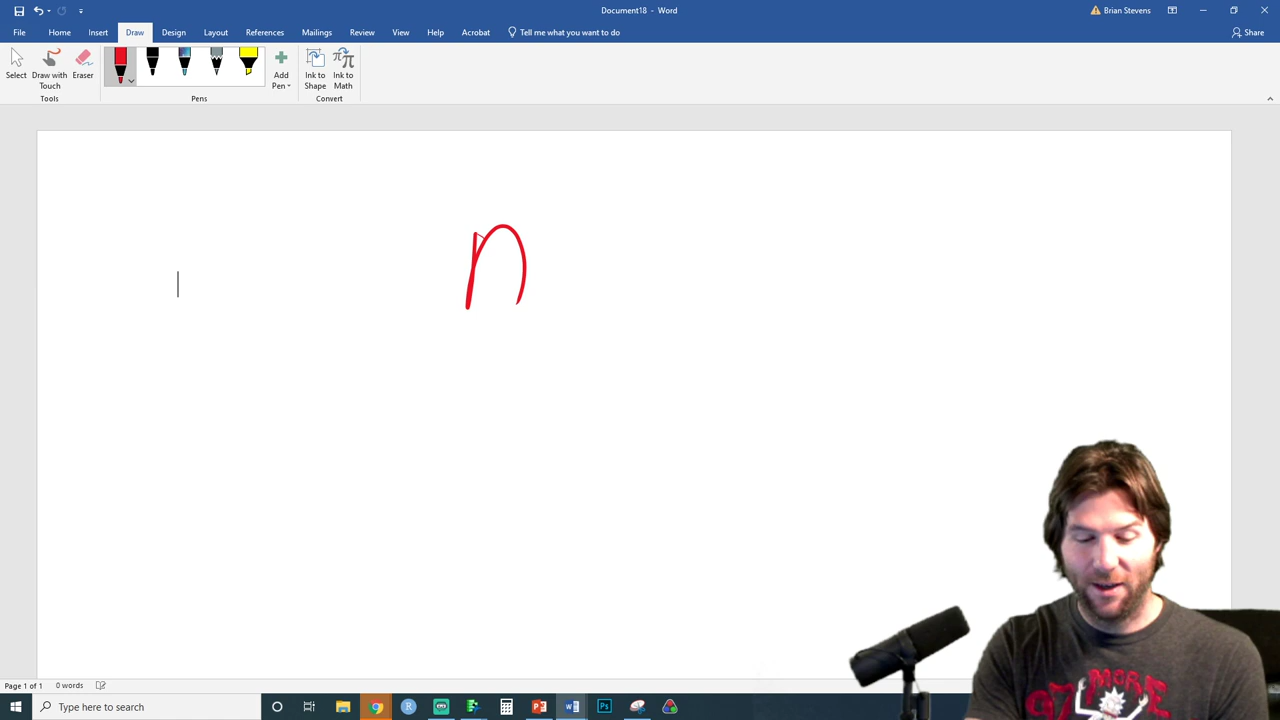 Document18 - Word
Brian Stevens
File Home Insert Draw Design Layout References Mailings Review View Help Acrobat Tell me what you want to do
Share
Select Draw with Touch Eraser Add Pen Ink to Shape Ink to Math
Tools Pens Convert
n
97 MORE
Page 1 of 1 0 words
Type here to search